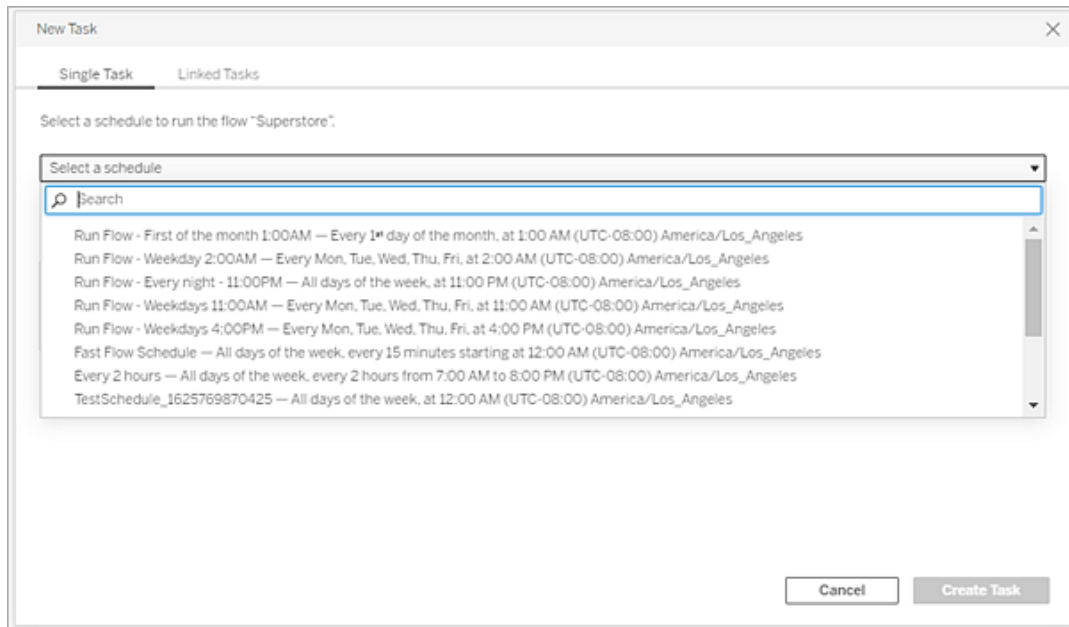 New Task
Single Task Linked Tasks
Select a schedule to run the flow "Superstore".
Select a schedule
Search
Run Flow - First of the month 1:00AM — Every 1st day of the month, at 1:00 AM (UTC-08:00) America/Los_Angeles
Run Flow - Weekday 2:00AM — Every Mon, Tue, Wed, Thu, Fri, at 2:00 AM (UTC-08:00) America/Los_Angeles
Run Flow - Every night - 11:00PM — All days of the week, at 11:00 PM (UTC-08:00) America/Los_Angeles
Run Flow - Weekdays 11:00AM — Every Mon, Tue, Wed, Thu, Fri, at 11:00 AM (UTC-08:00) America/Los_Angeles
Run Flow - Weekdays 4:00PM — Every Mon, Tue, Wed, Thu, Fri, at 4:00 PM (UTC-08:00) America/Los_Angeles
Fast Flow Schedule — All days of the week, every 15 minutes starting at 12:00 AM (UTC-08:00) America/Los_Angeles
Every 2 hours — All days of the week, every 2 hours from 7:00 AM to 8:00 PM (UTC-08:00) America/Los_Angeles
TestSchedule_1625769870425 — All days of the week, at 12:00 AM (UTC-08:00) America/Los_Angeles
Cancel Create Task